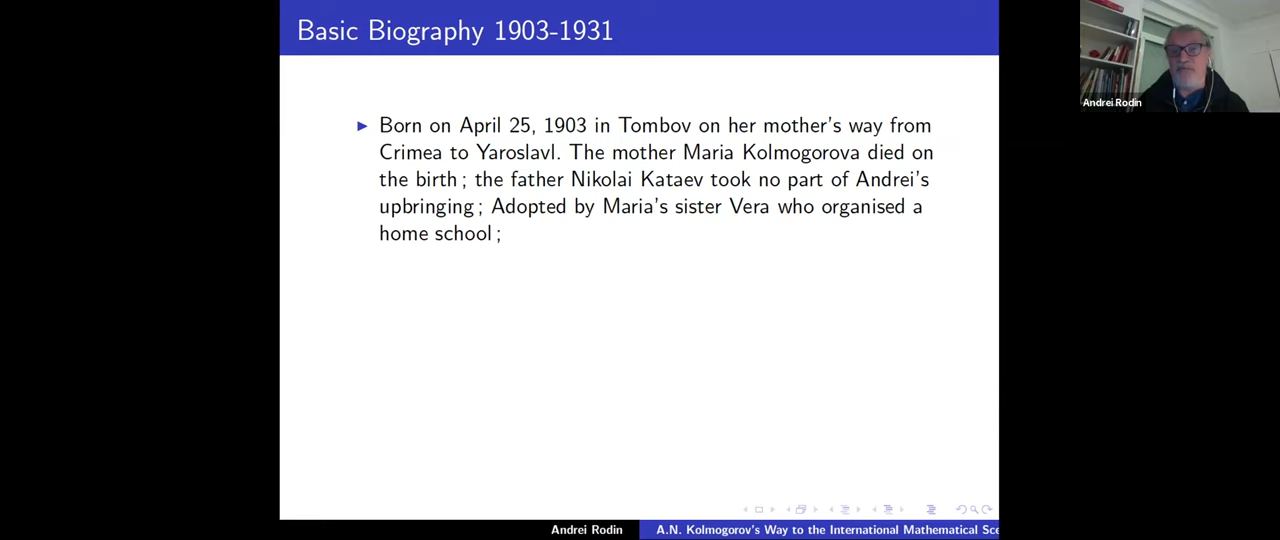 Basic Biography 1903-1931
Andrei Rodin
Born on April 25, 1903 in Tombov on her mother's way from
Crimea to Yaroslavl. The mother Maria Kolmogorova died on
the birth ; the father Nikolai Kataev took no part of Andrei's
upbringing ; Adopted by Maria's sister Vera who organised a
home school ;
Andrei Rodin
A.N. Kolmogorov's Way to the International Mathematical Sce